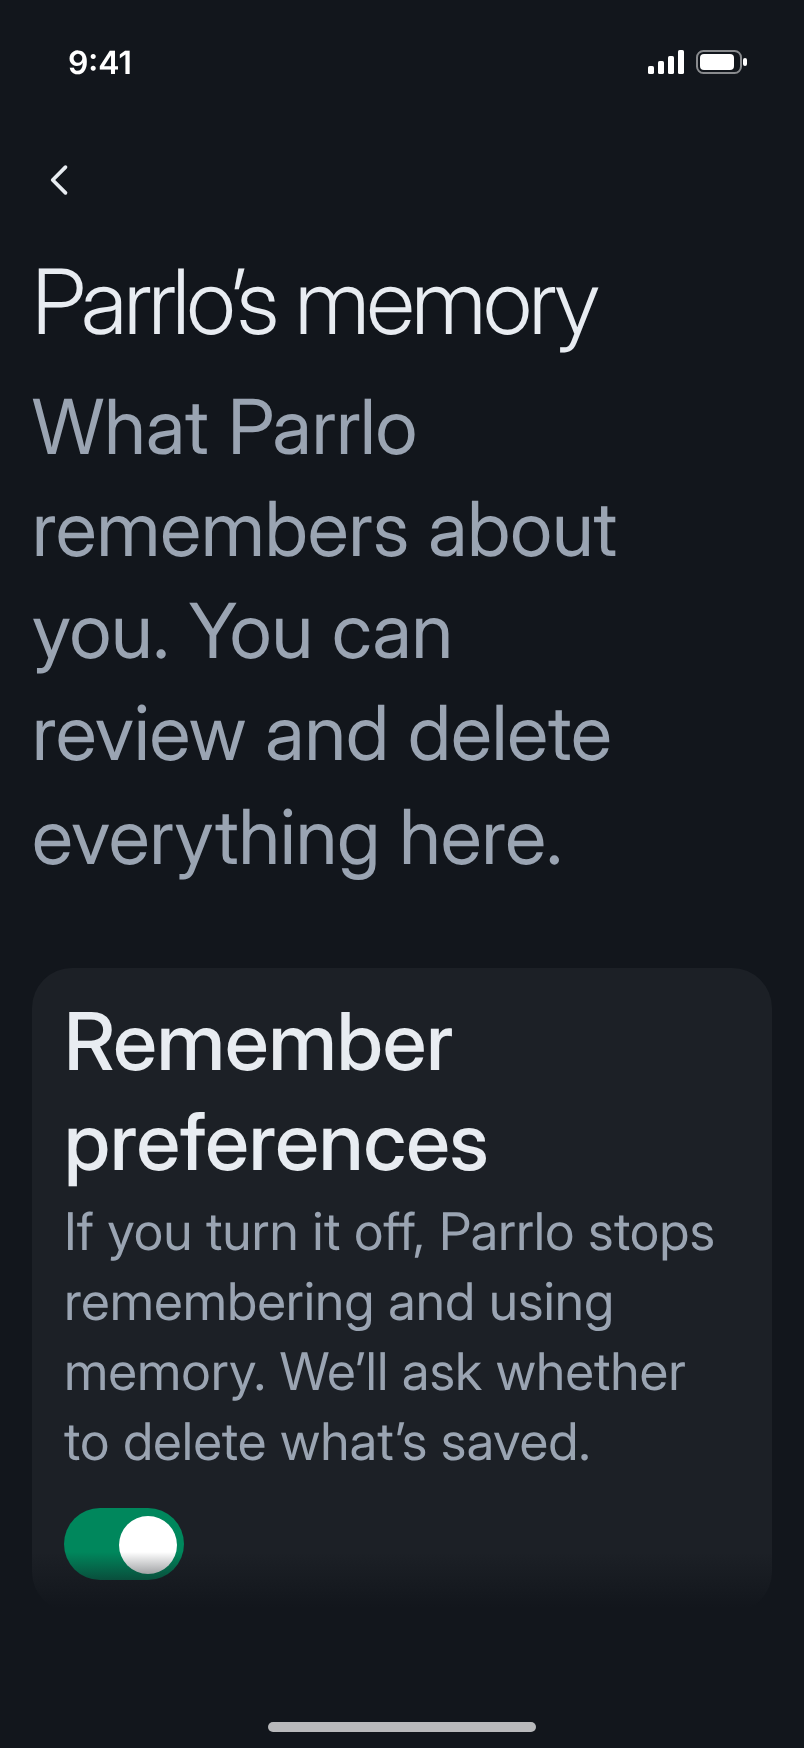 9:41
Parrlo’s memory
What Parrlo
remembers about
you. You can
review and delete
everything here.
Remember
preferences
If you turn it off, Parrlo stops
remembering and using
memory. We’ll ask whether
to delete what’s saved.